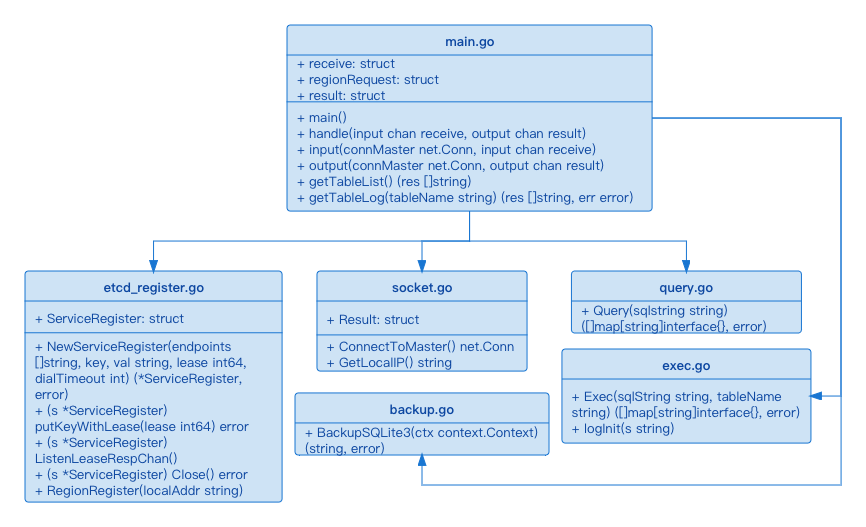 main.go
+ receive: struct
+ regionRequest: struct
+ result: struct
+ main()
+ handle(input chan receive, output chan result)
+ input(connMaster net.Conn, input chan receive)
+ output(connMaster net.Conn, output chan result)
+ getTableList() (res []string)
+ getTableLog(tableName string) (res []string, err error)
etcd_register.go
+ ServiceRegister: struct
+ NewServiceRegister(endpoints
[]string, key, val string, lease int64,
dialTimeout int) (*ServiceRegister,
error)
+ (s *ServiceRegister)
putKeyWithLease(lease int64) error
+ (s *ServiceRegister)
ListenLeaseRespChan()
+ (s *ServiceRegister) Close() error
+ RegionRegister(localAddr string)
socket.go
+ Result: struct
+ ConnectToMaster() net.Conn
+ GetLocalIP() string
query.go
+ Query(sqlstring string)
([]map[string]interface{}, error)
exec.go
+ Exec(sqlString string, tableName
string) ([]map[string]interface{}, error)
+ logInit(s string)
backup.go
+ BackupSQLite3(ctx context.Context)
(string, error)